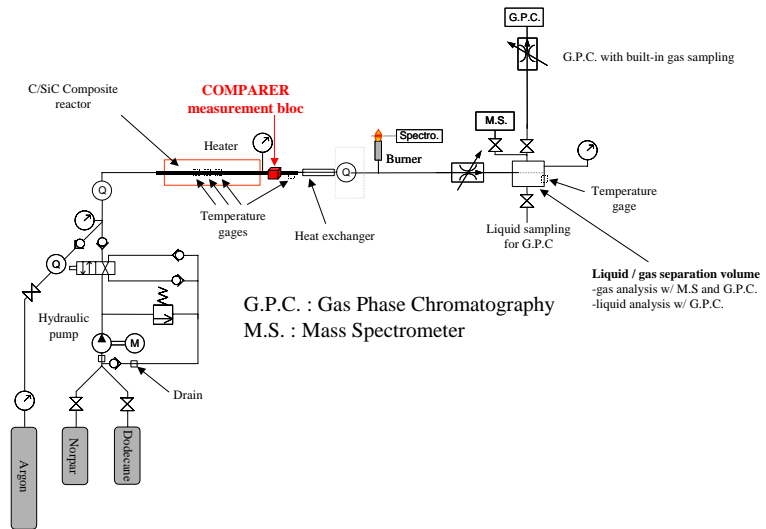 G.P.C.
G.P.C. with built-in gas sampling
C/SiC Composite
reactor
COMPARER
measurement bloc
M.S.
Heater
Spectro.
Burner
Q
Q
Temperature
gages
Heat exchanger
Temperature
gage
Liquid sampling
for G.P.C
Q
Liquid / gas separation volume
-gas analysis w/ M.S and G.P.C.
-liquid analysis w/ G.P.C.
G.P.C. : Gas Phase Chromatography
M.S. : Mass Spectrometer
Hydraulic
pump
M
Drain
Argon
Norpar
Dodecane